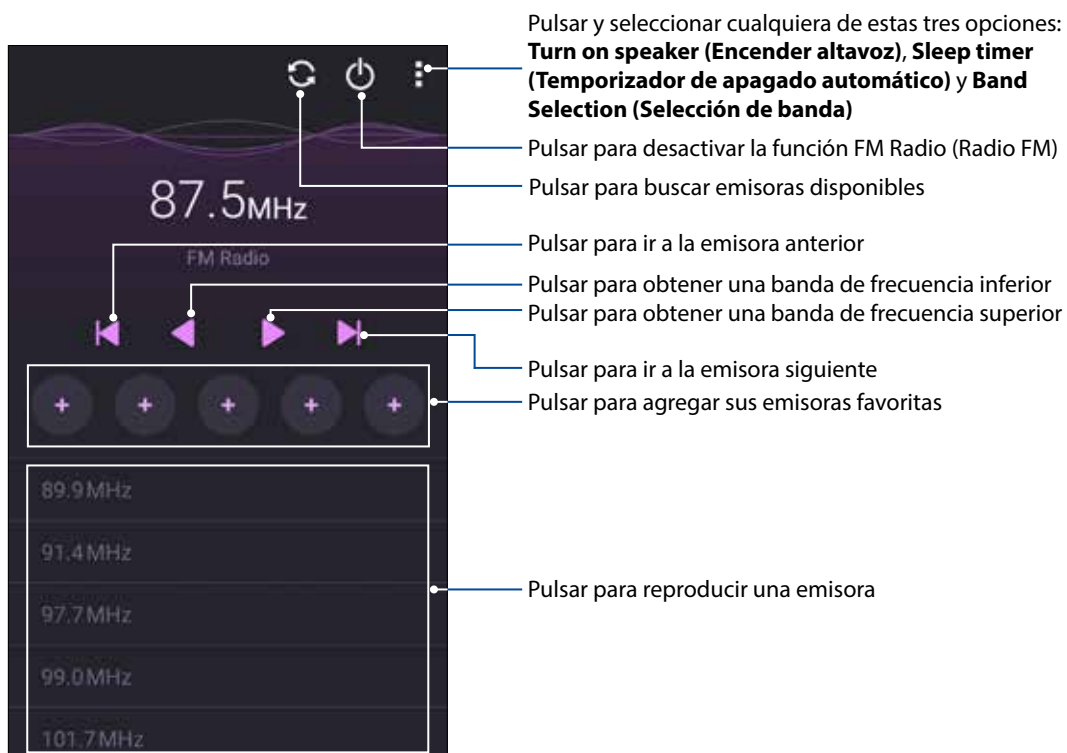 Pulsar y seleccionar cualquiera de estas tres opciones:
Turn on speaker (Encender altavoz), Sleep timer
(Temporizador de apagado automático) y Band
Selection (Selección de banda)
Pulsar para desactivar la función FM Radio (Radio FM)
Pulsar para buscar emisoras disponibles
87.5MHz
FM Radio
Pulsar para ir a la emisora anterior
Pulsar para obtener una banda de frecuencia inferior
Pulsar para obtener una banda de frecuencia superior
Pulsar para ir a la emisora siguiente
Pulsar para agregar sus emisoras favoritas
+ + + + +
89.9MHz
91.4MHz
97.7MHz
99.0MHz
101.7MHz
Pulsar para reproducir una emisora